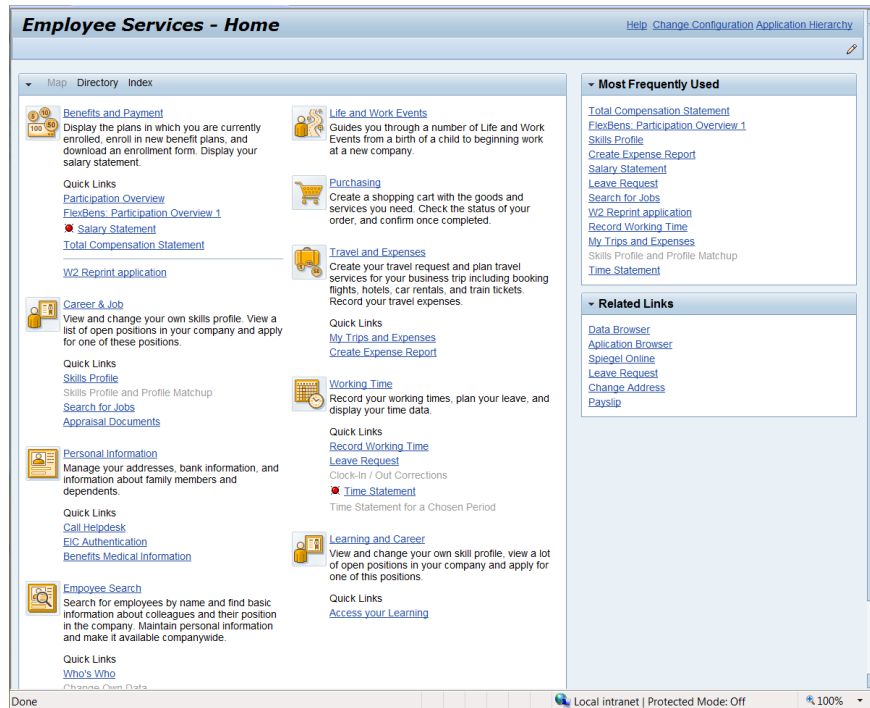 Employee Services - Home
Help Change Configuration Application Hierarchy
Map Directory Index
Benefits and Payment
Display the plans in which you are currently
enrolled, enroll in new benefit plans, and
download an enrollment form. Display your
salary statement.
Quick Links
Participation Overview
FlexBens: Participation Overview 1
Salary Statement
Total Compensation Statement
W2 Reprint application
Career & Job
View and change your own skills profile. View a
list of open positions in your company and apply
for one of these positions.
Quick Links
Skills Profile
Skills Profile and Profile Matchup
Search for Jobs
Appraisal Documents
Personal Information
Manage your addresses, bank information, and
information about family members and
dependents.
Quick Links
Call Helpdesk
EIC Authentication
Benefits Medical Information
Empoyee Search
Search for employees by name and find basic
information about colleagues and their position
in the company. Maintain personal information
and make it available companywide.
Quick Links
Who's Who
Change Own Data
Life and Work Events
Guides you through a number of Life and Work
Events from a birth of a child to beginning work
at a new company.
Purchasing
Create a shopping cart with the goods and
services you need. Check the status of your
order, and confirm once completed.
Travel and Expenses
Create your travel request and plan travel
services for your business trip including booking
flights, hotels, car rentals, and train tickets.
Record your travel expenses.
Quick Links
My Trips and Expenses
Create Expense Report
Working Time
Record your working times, plan your leave, and
display your time data.
Quick Links
Record Working Time
Leave Request
Clock-In / Out Corrections
Time Statement
Time Statement for a Chosen Period
Learning and Career
View and change your own skill profile, view a lot
of open positions in your company and apply for
one of this positions.
Quick Links
Access your Learning
Most Frequently Used
Total Compensation Statement
FlexBens: Participation Overview 1
Skills Profile
Create Expense Report
Salary Statement
Leave Request
Search for Jobs
W2 Reprint application
Record Working Time
My Trips and Expenses
Skills Profile and Profile Matchup
Time Statement
Related Links
Data Browser
Aplication Browser
Spiegel Online
Leave Request
Change Address
Payslip
Done
Local intranet | Protected Mode: Off
100%